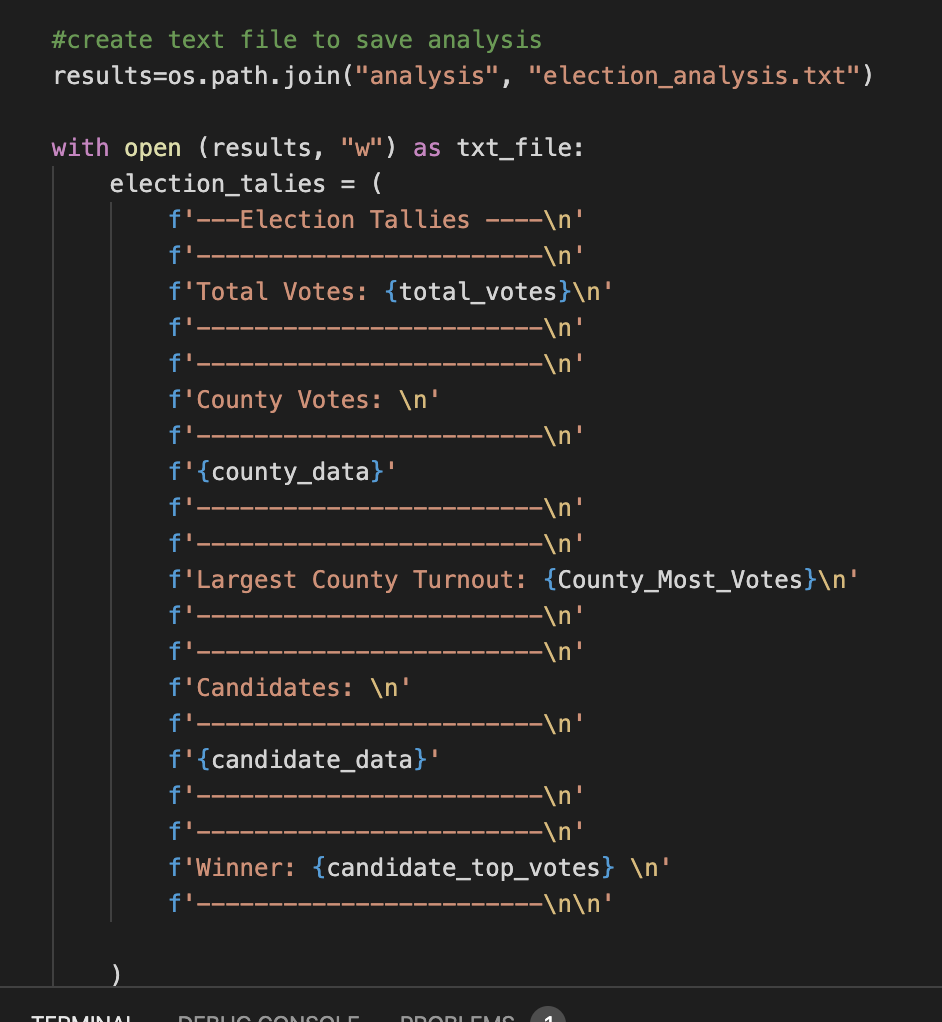 #create text file to save analysis
results=os.path.join("analysis", "election_analysis.txt")
with open (results, "w") as txt_file:
election_talies = (
f'---Election Tallies ----\n'
f'------------------------\n'
f'Total Votes: {total_votes}\n'
f'------------------------\n'
f'------------------------\n'
f'County Votes: \n'
f'------------------------\n'
f'{county_data}'
f'------------------------\n'
f'------------------------\n'
f'Largest County Turnout: {County_Most_Votes}\n'
f'------------------------\n'
f'------------------------\n'
f'Candidates: \n'
f'------------------------\n'
f'{candidate_data}'
f'------------------------\n'
f'------------------------\n'
f'Winner: {candidate_top_votes} \n'
f'------------------------\n\n'
)
TERMINAL DEBUG CONSOLE PROBLEMS 1